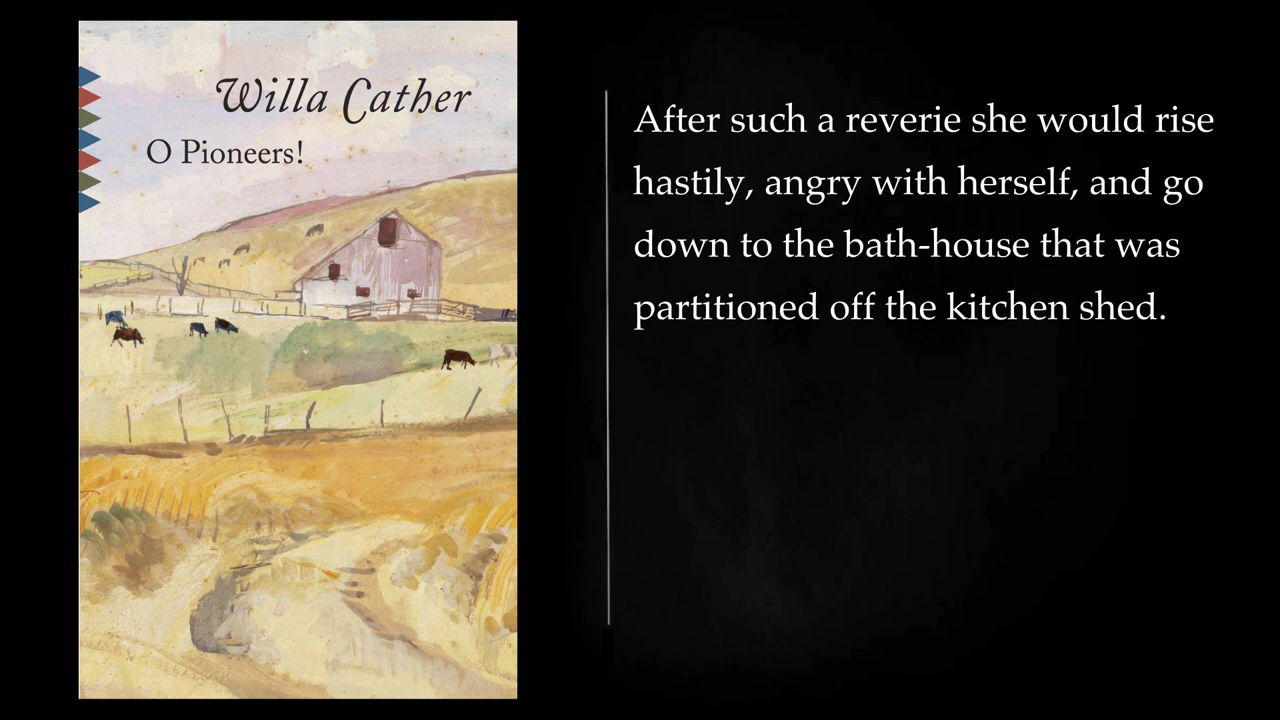 Willa Cather
O Pioneers!
After such a reverie she would rise
hastily, angry with herself, and go
down to the bath-house that was
partitioned off the kitchen shed.